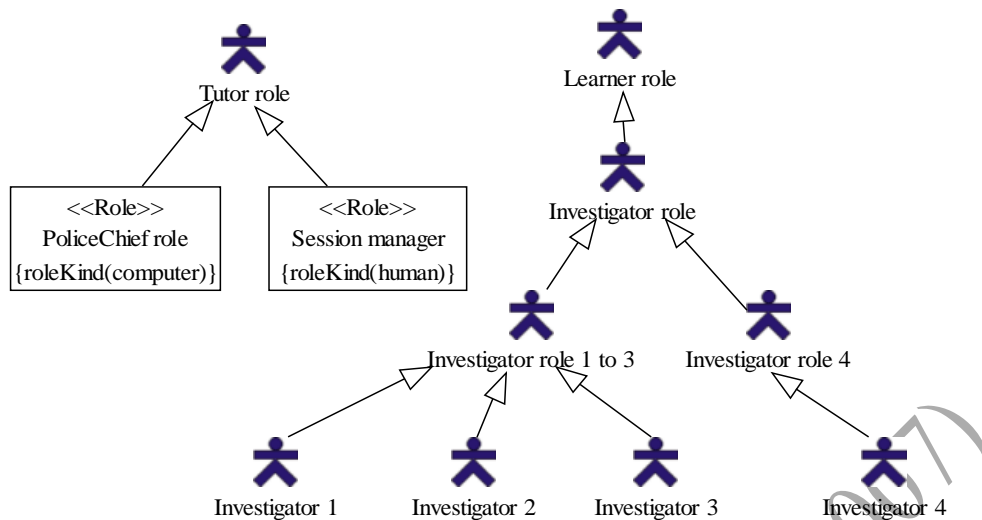 Tutor role
<<Role>>
PoliceChief role
{roleKind(computer)}
<<Role>>
Session manager
{roleKind(human)}
Learner role
Investigator role
Investigator role 1 to 3
Investigator role 4
Investigator 1
Investigator 2
Investigator 3
Investigator 4